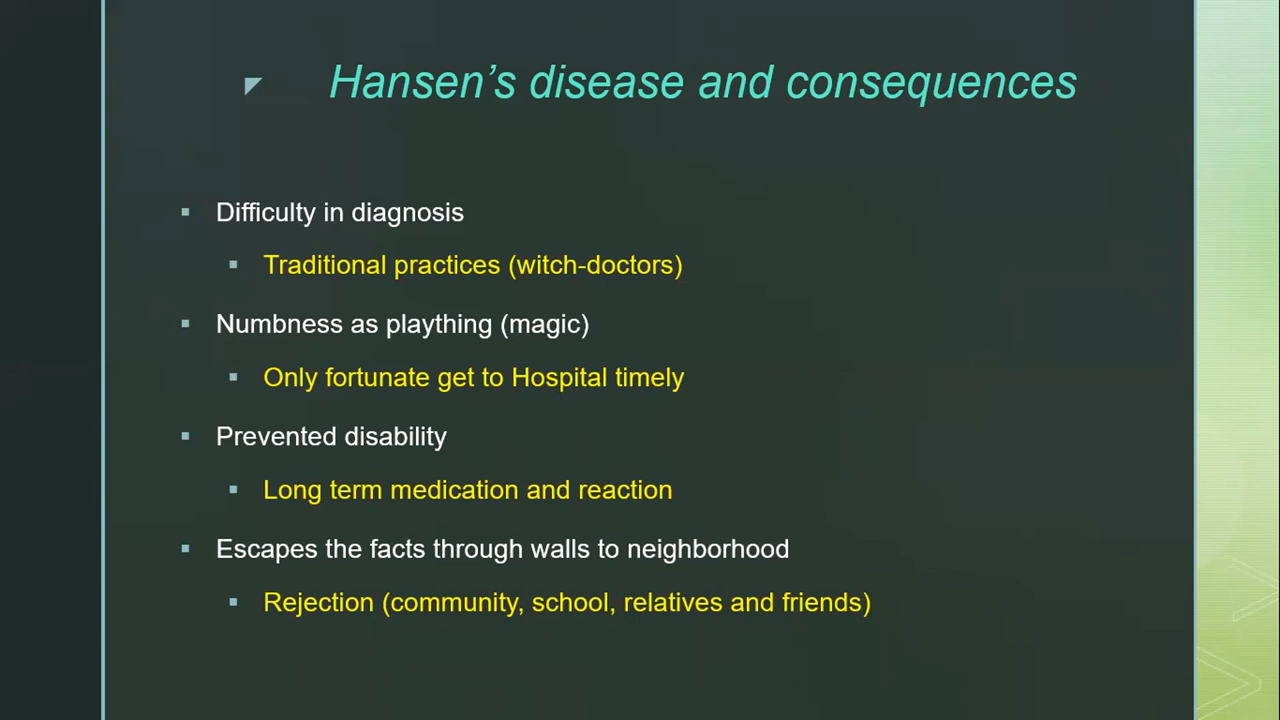 Hansen’s disease and consequences
Difficulty in diagnosis
Traditional practices (witch-doctors)
Numbness as plaything (magic)
Only fortunate get to Hospital timely
Prevented disability
Long term medication and reaction
Escapes the facts through walls to neighborhood
Rejection (community, school, relatives and friends)